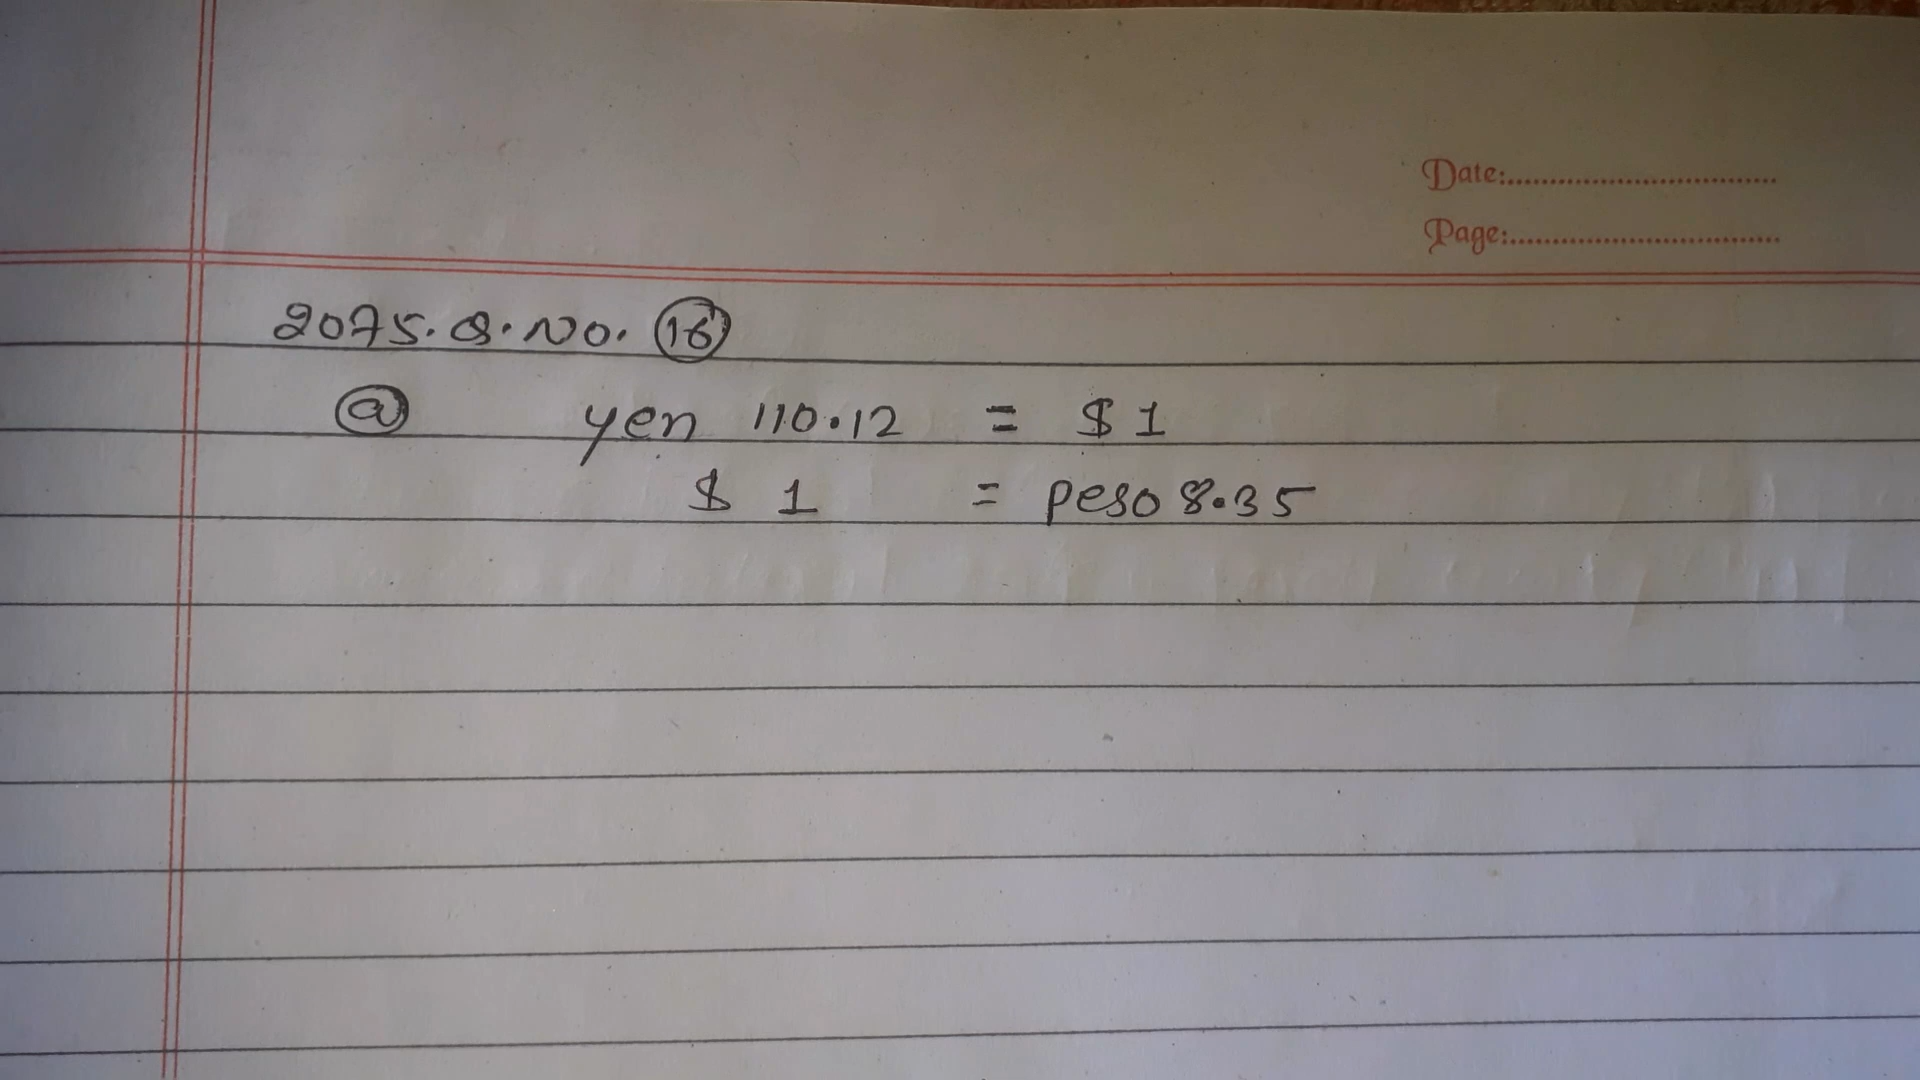 Date:..............................
Page:..............................
2075. Q. No. 16
a yen 110.12 = $ 1
$ 1 = peso 8.35